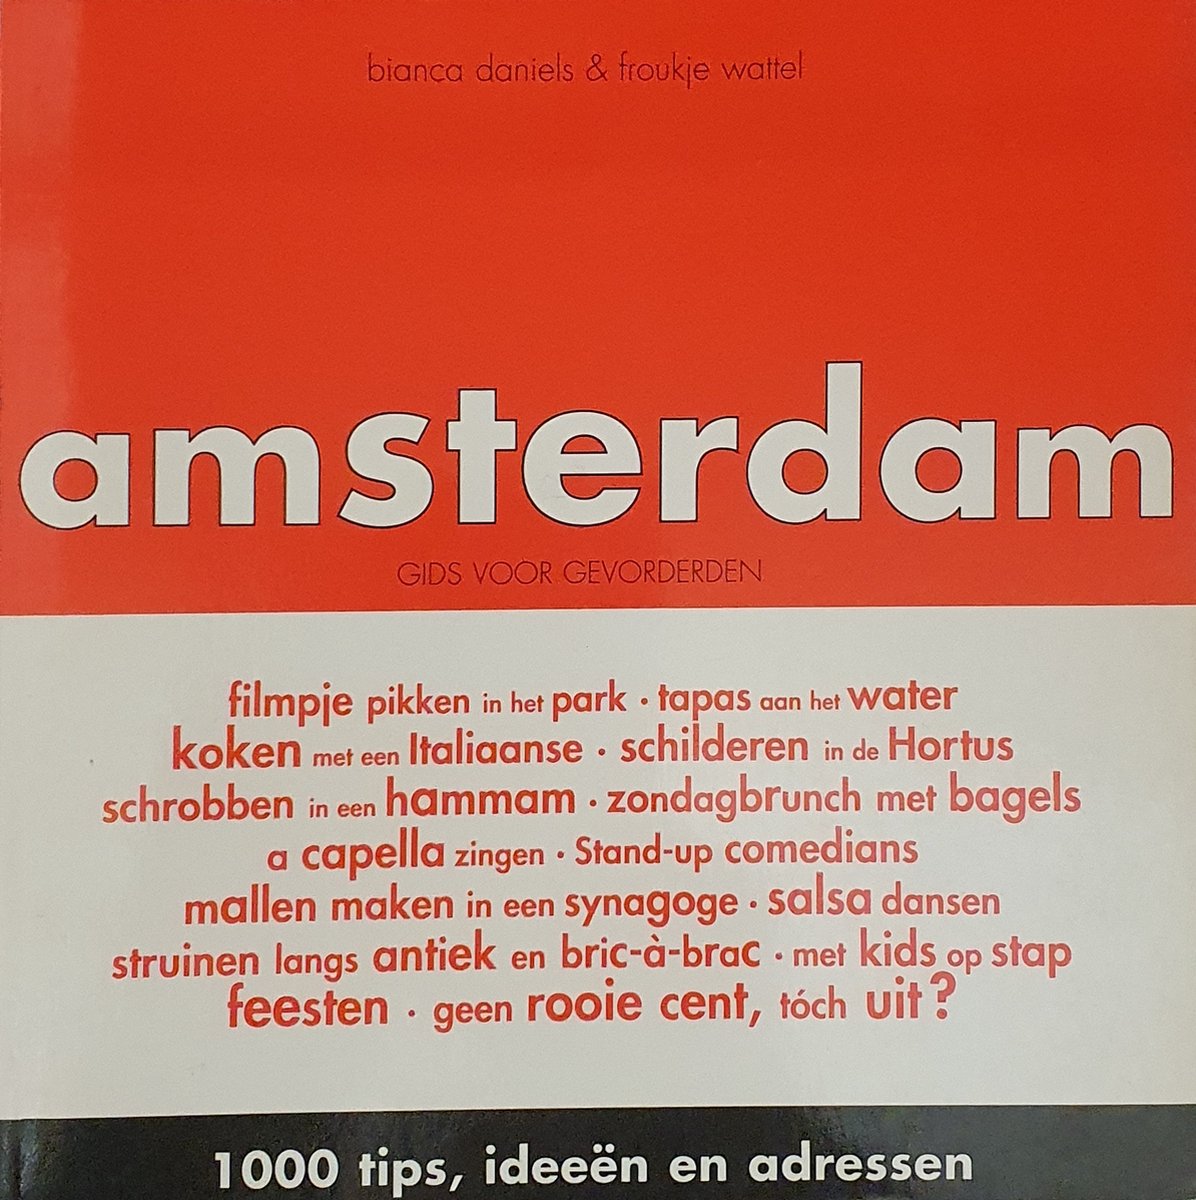 bianca daniels & froukje wattel
amsterdam
GIDS VOOR GEVORDERDEN
filmpje pikken in het park · tapas aan het water
koken met een Italiaanse · schilderen in de Hortus
schrobben in een hammam · zondagbrunch met bagels
a capella zingen · Stand-up comedians
mallen maken in een synagoge · salsa dansen
struinen langs antiek en bric-à-brac · met kids op stap
feesten · geen rooie cent, tóch uit?
1000 tips, ideeën en adressen